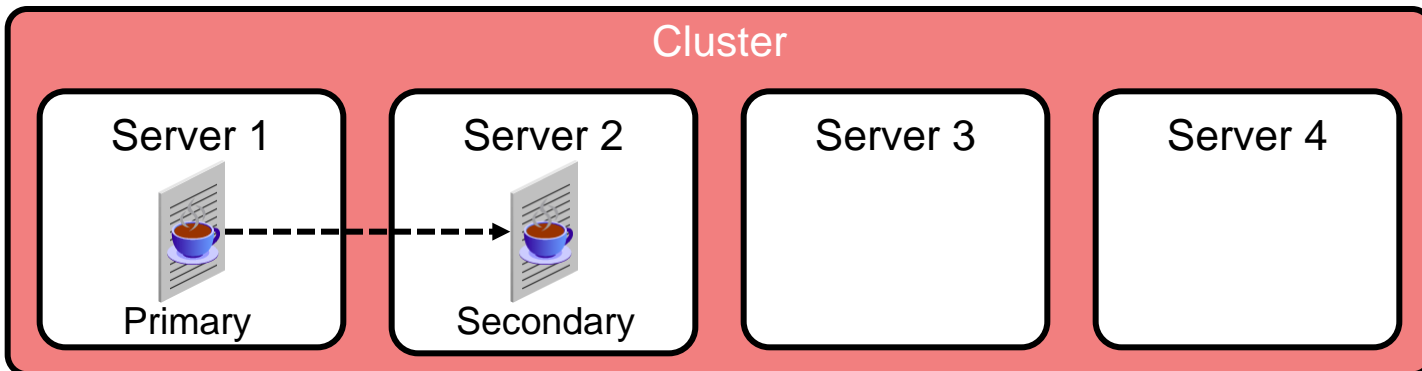 Cluster
Server 1
Server 2
Server 3
Server 4
Primary
Secondary